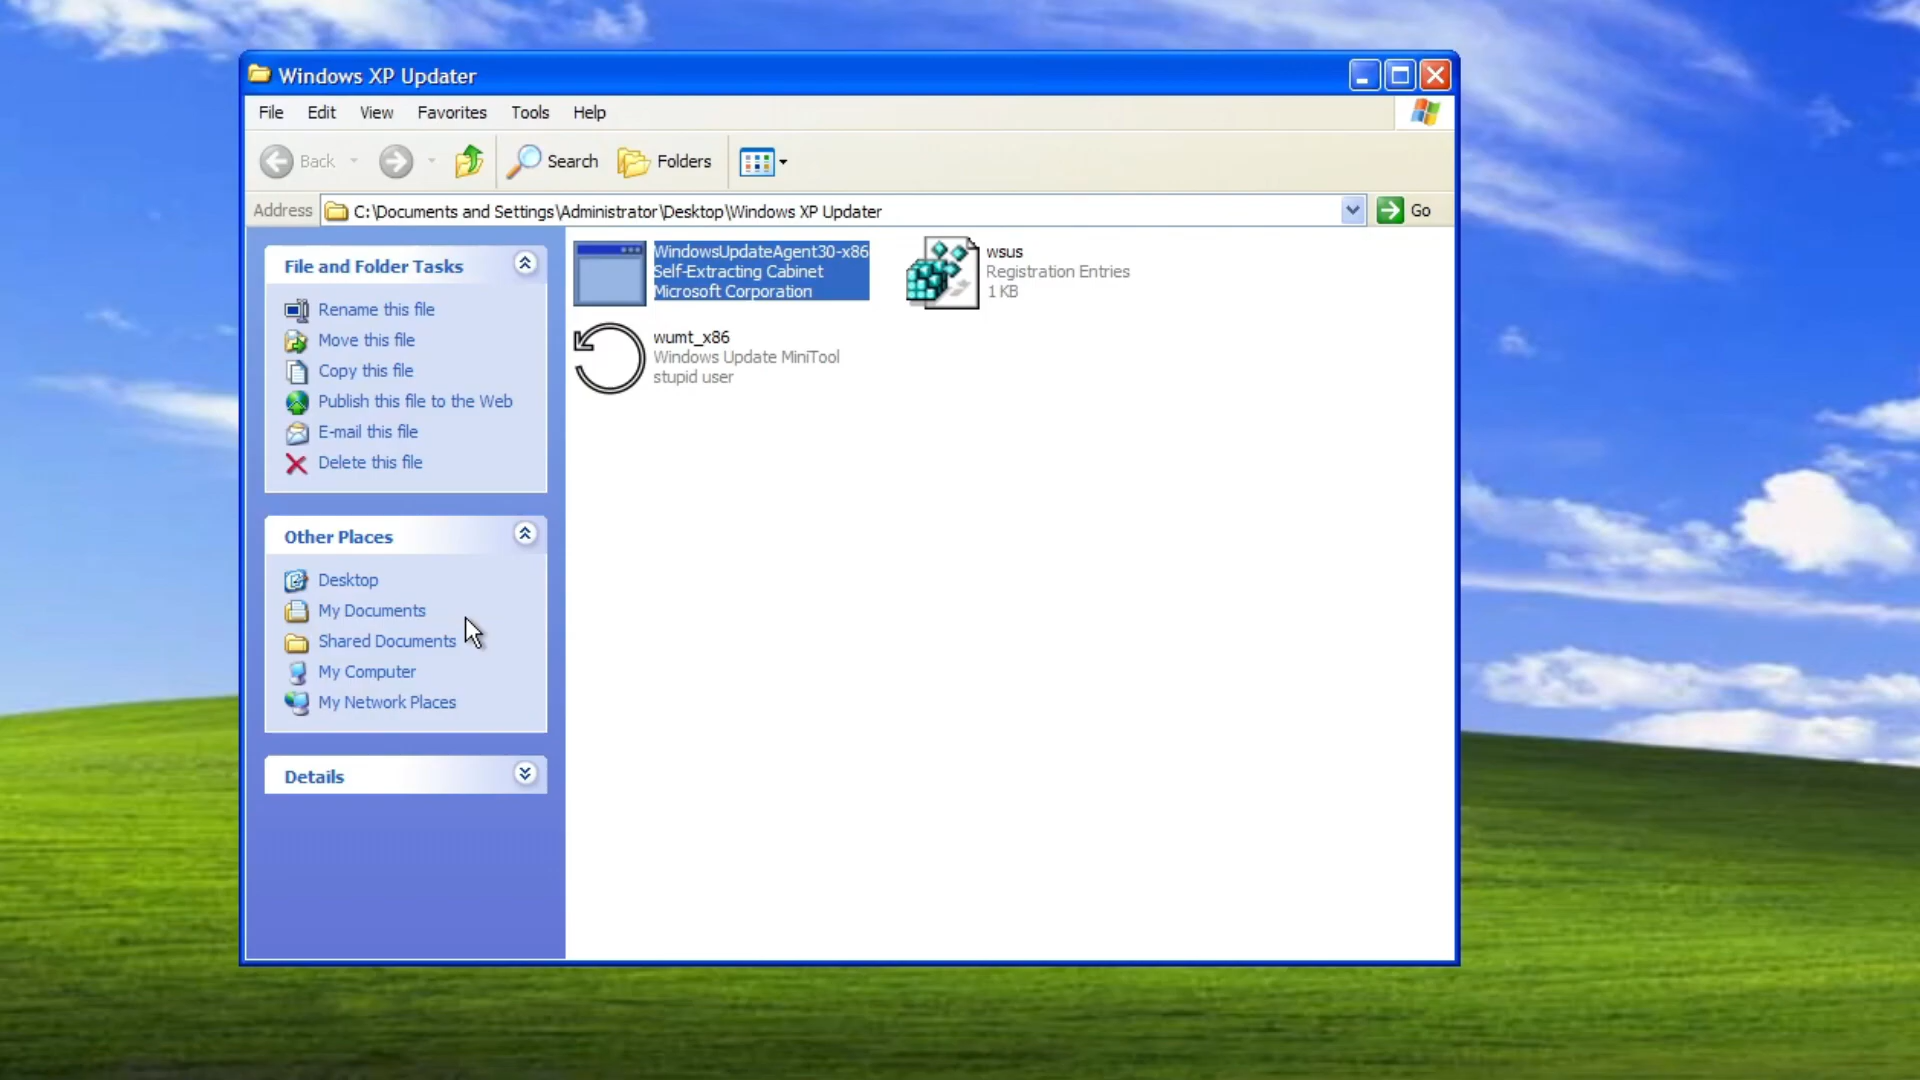 Windows XP Updater
File Edit View Favorites Tools Help
Back Search Folders
Address C:\Documents and Settings\Administrator\Desktop\Windows XP Updater Go
File and Folder Tasks
Rename this file
Move this file
Copy this file
Publish this file to the Web
E-mail this file
Delete this file
Other Places
Desktop
My Documents
Shared Documents
My Computer
My Network Places
Details
WindowsUpdateAgent30-x86
Self-Extracting Cabinet
Microsoft Corporation
wsus
Registration Entries
1 KB
wumt_x86
Windows Update MiniTool
stupid user